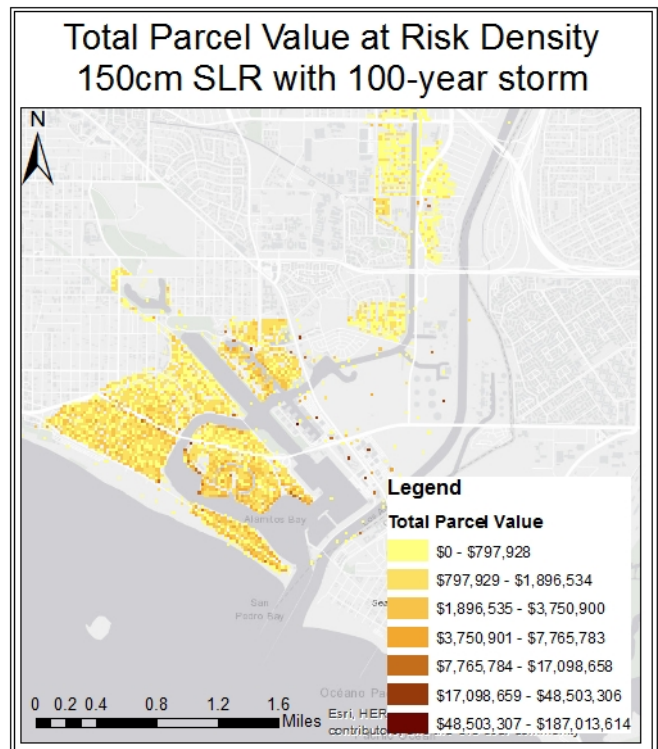 Total Parcel Value at Risk Density
150cm SLR with 100-year storm
N
Alamitos Bay
San
Pedro Bay
Legend
Total Parcel Value
$0 - $797,928
$797,929 - $1,896,534
$1,896,535 - $3,750,900
$3,750,901 - $7,765,783
$7,765,784 - $17,098,658
$17,098,659 - $48,503,306
$48,503,307 - $187,013,614
Sea
0 0.2 0.4 0.8 1.2 1.6
Miles
Océano Pa
Esri, HER